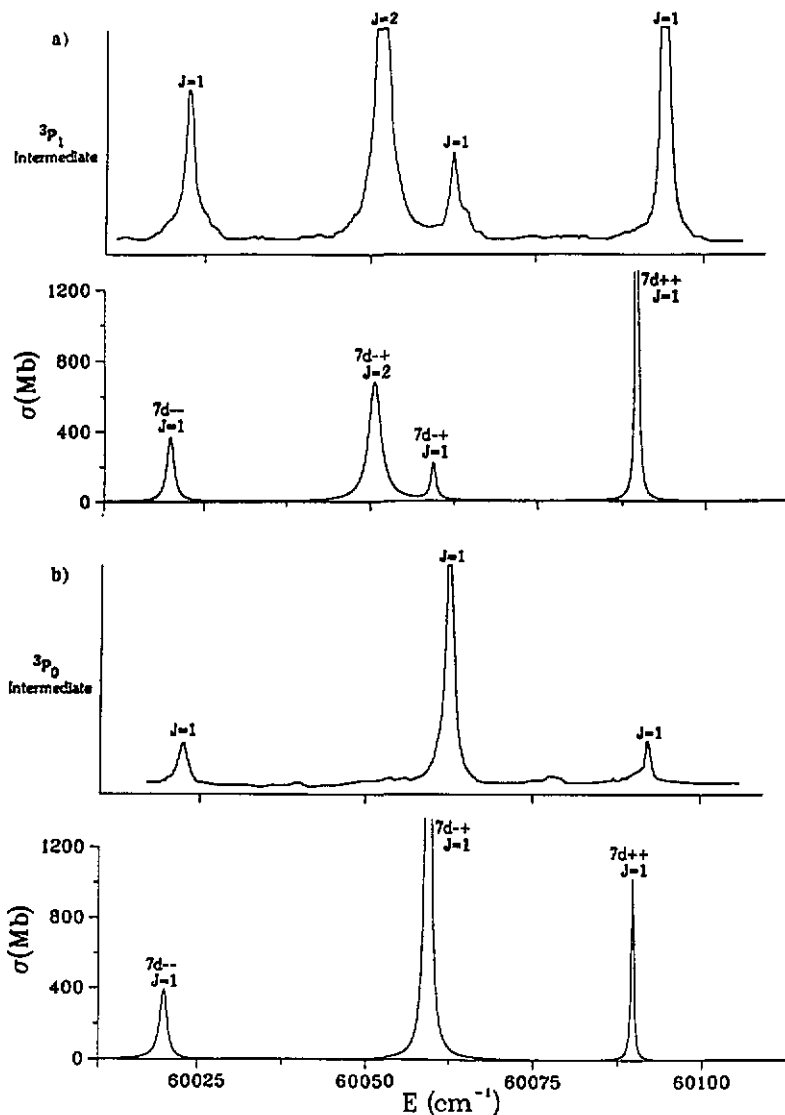 a)
³P₁
Intermediate
J=1
J=2
J=1
J=1
σ(Mb)
1200
800
400
0
7d--
J=1
7d-+
J=2
7d-+
J=1
7d++
J=1
b)
³P₀
Intermediate
J=1
J=1
J=1
σ(Mb)
1200
800
400
0
7d--
J=1
7d-+
J=1
7d++
J=1
60025 60050 60075 60100
E (cm⁻¹)